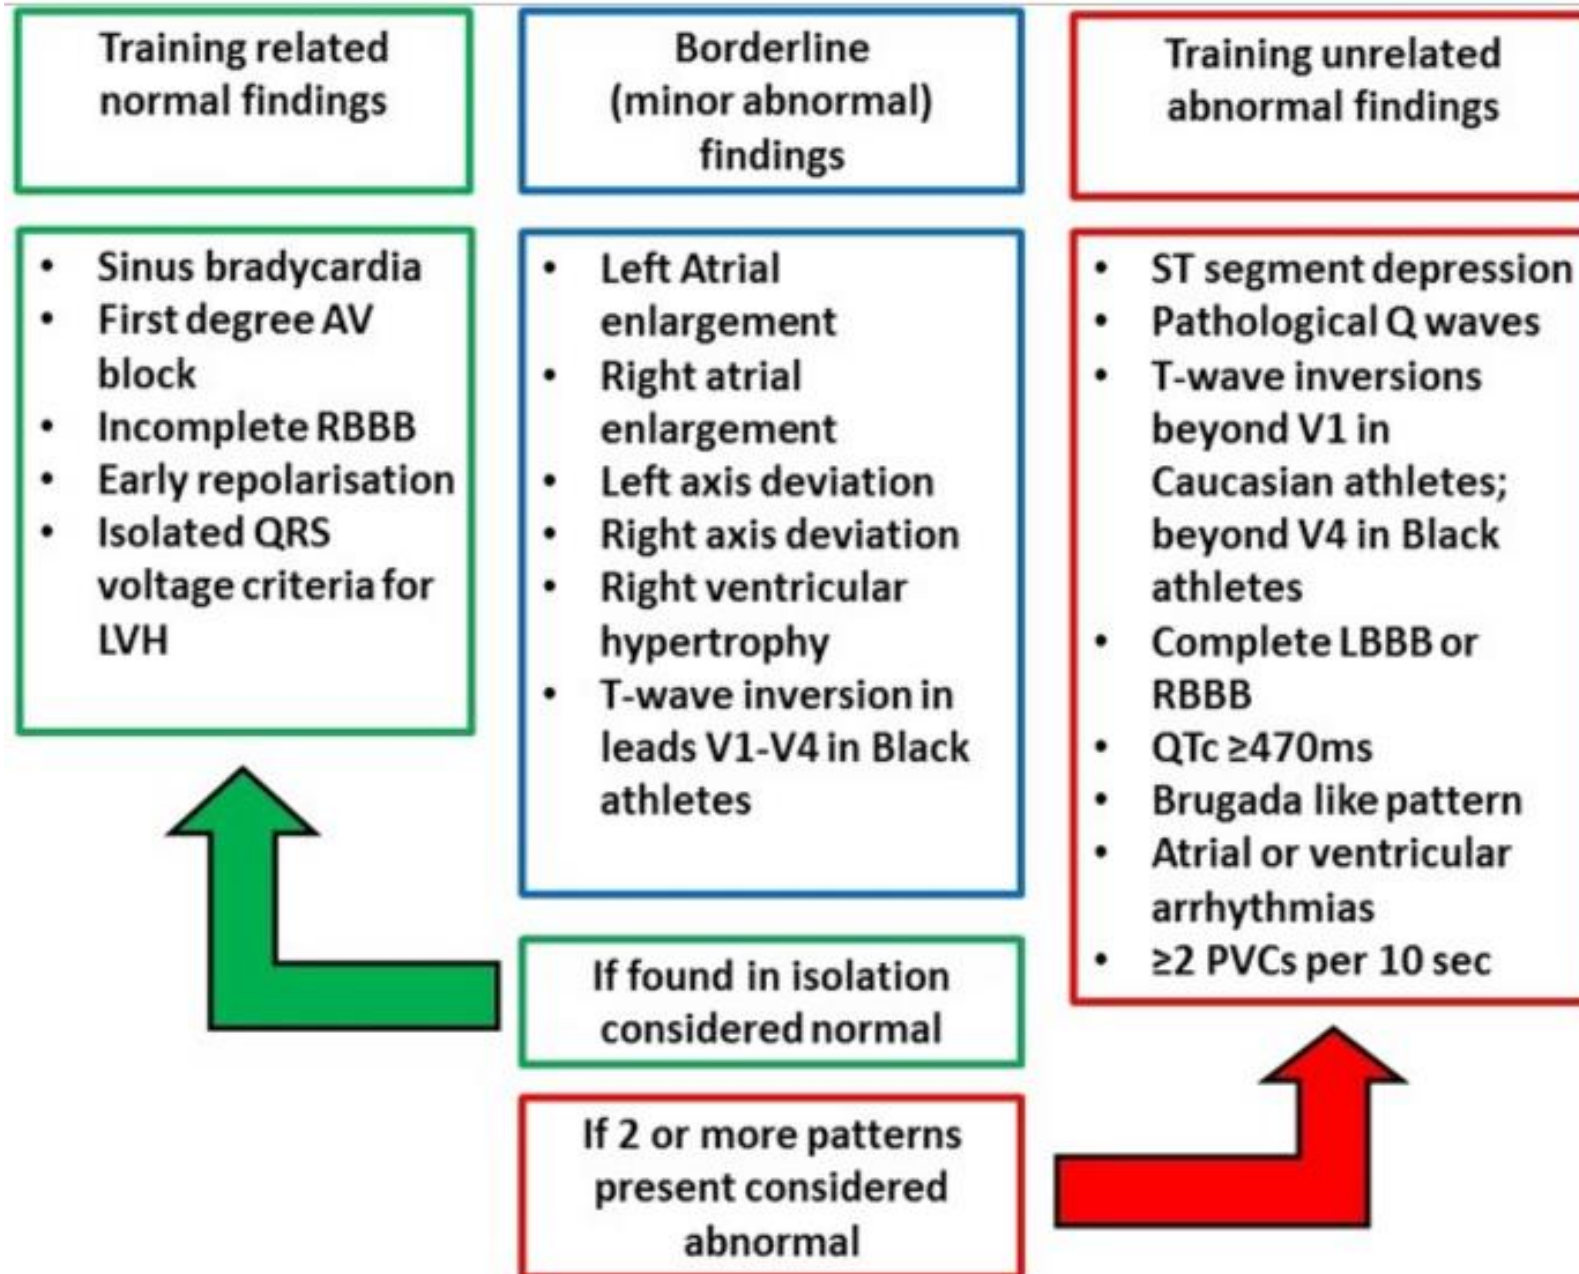 Training related
normal findings
Borderline
(minor abnormal)
findings
Training unrelated
abnormal findings
• Sinus bradycardia
• First degree AV
block
• Incomplete RBBB
• Early repolarisation
• Isolated QRS
voltage criteria for
LVH
• Left Atrial
enlargement
• Right atrial
enlargement
• Left axis deviation
• Right axis deviation
• Right ventricular
hypertrophy
• T-wave inversion in
leads V1-V4 in Black
athletes
• ST segment depression
• Pathological Q waves
• T-wave inversions
beyond V1 in
Caucasian athletes;
beyond V4 in Black
athletes
• Complete LBBB or
RBBB
• QTc ≥470ms
• Brugada like pattern
• Atrial or ventricular
arrhythmias
• ≥2 PVCs per 10 sec
If found in isolation
considered normal
If 2 or more patterns
present considered
abnormal